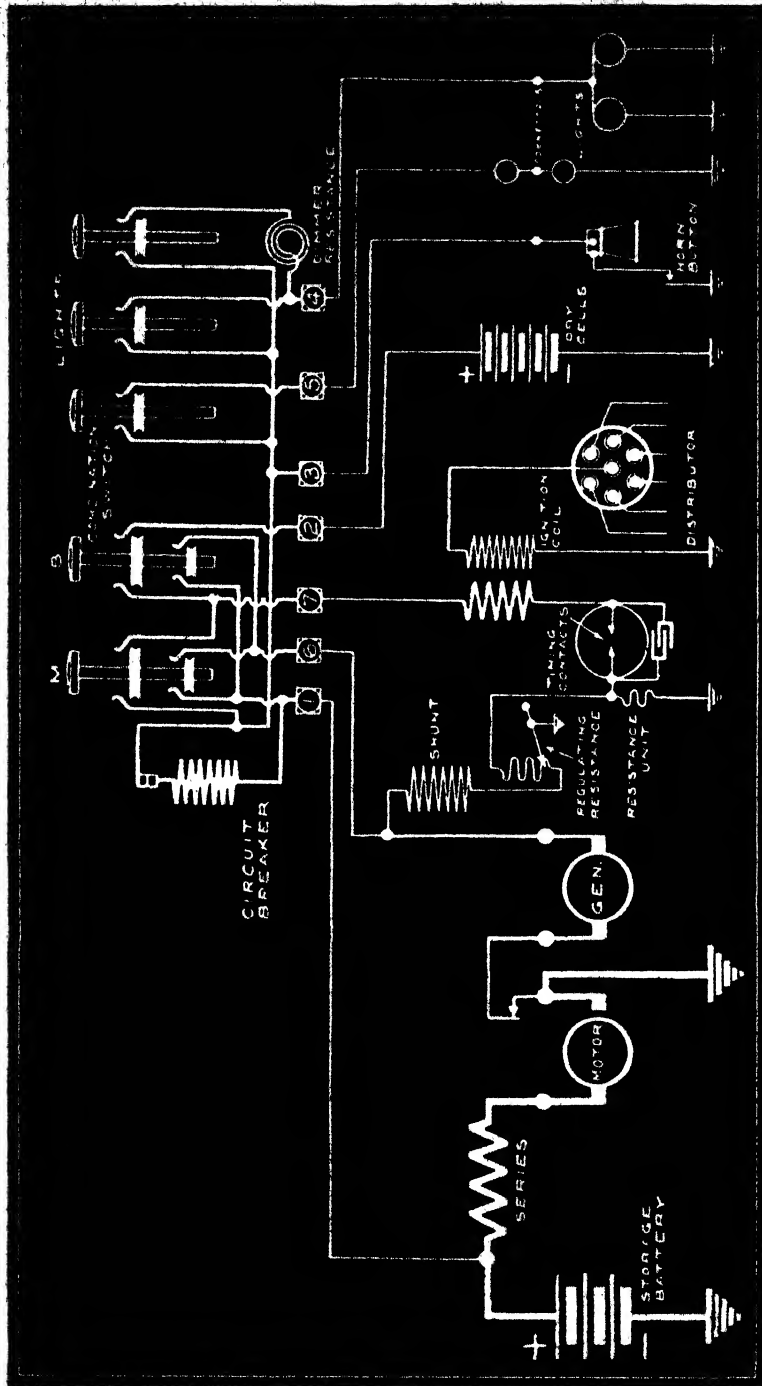 M
B
LIGHTS
COMBINATION
SWITCH
CIRCUIT
BREAKER
1
6
7
2
3
5
4
DIMMER
RESISTANCE
SHUNT
SERIES
REGULATING
RESISTANCE
TIMING
CONTACTS
IGNITION
COIL
LIGHTS
+
-
STORAGE
BATTERY
MOTOR
GEN.
RESISTANCE
UNIT
DISTRIBUTOR
+
-
DRY
CELLS
HORN
BUTTON